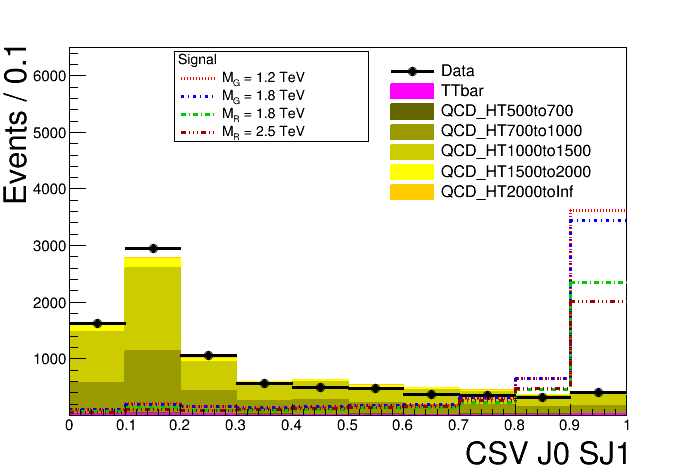 Events / 0.1
6000
5000
4000
3000
2000
1000
Signal
M_G = 1.2 TeV
M_G = 1.8 TeV
M_R = 1.8 TeV
M_R = 2.5 TeV
Data
TTbar
QCD_HT500to700
QCD_HT700to1000
QCD_HT1000to1500
QCD_HT1500to2000
QCD_HT2000toInf
0 0.1 0.2 0.3 0.4 0.5 0.6 0.7 0.8 0.9 1
CSV J0 SJ1